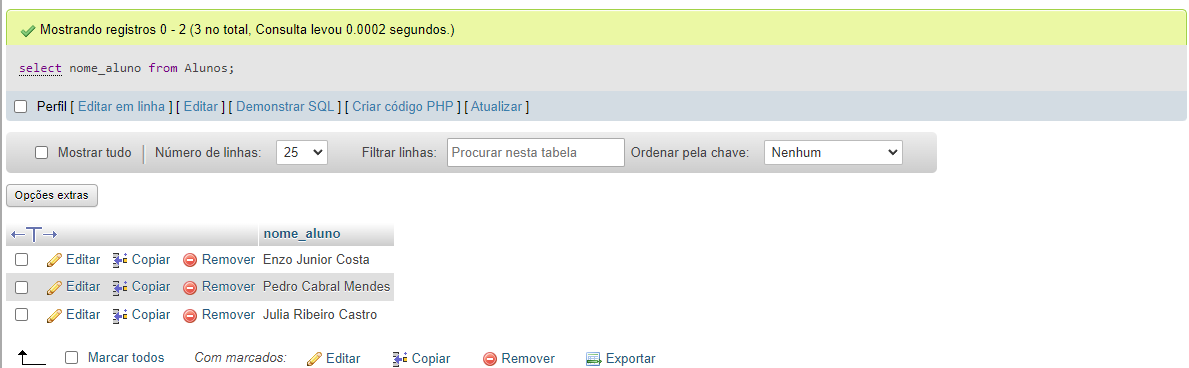 Mostrando registros 0 - 2 (3 no total, Consulta levou 0.0002 segundos.)
select nome_aluno from Alunos;
Perfil [ Editar em linha ] [ Editar ] [ Demonstrar SQL ] [ Criar código PHP ] [ Atualizar ]
Mostrar tudo Número de linhas: 25 Filtrar linhas: Procurar nesta tabela Ordenar pela chave: Nenhum
Opções extras
nome_aluno
Editar Copiar Remover Enzo Junior Costa
Editar Copiar Remover Pedro Cabral Mendes
Editar Copiar Remover Julia Ribeiro Castro
Marcar todos Com marcados: Editar Copiar Remover Exportar